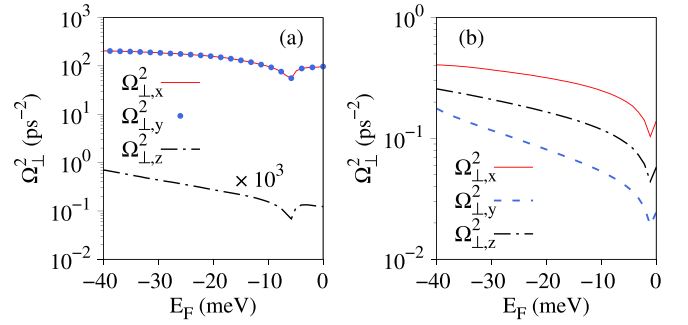 (a)
Ω²⊥ (ps⁻²)
10³
10²
10¹
10⁰
10⁻¹
10⁻²
Ω²⊥,x
Ω²⊥,y
Ω²⊥,z
× 10³
−40 −30 −20 −10 0
E_F (meV)
(b)
Ω²⊥ (ps⁻²)
10⁰
10⁻¹
10⁻²
Ω²⊥,x
Ω²⊥,y
Ω²⊥,z
−40 −30 −20 −10 0
E_F (meV)